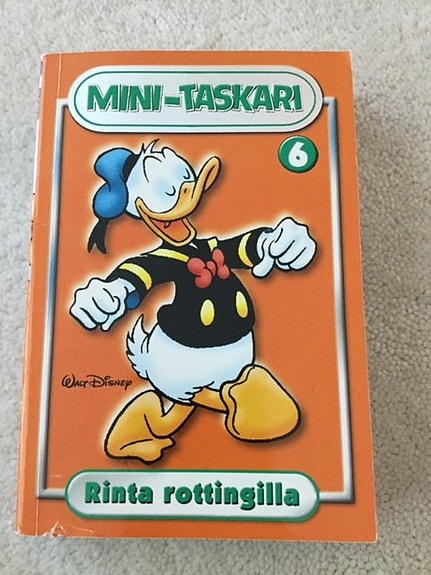 MINI-TASKARI
6
WALT DISNEY
Rinta rottingilla